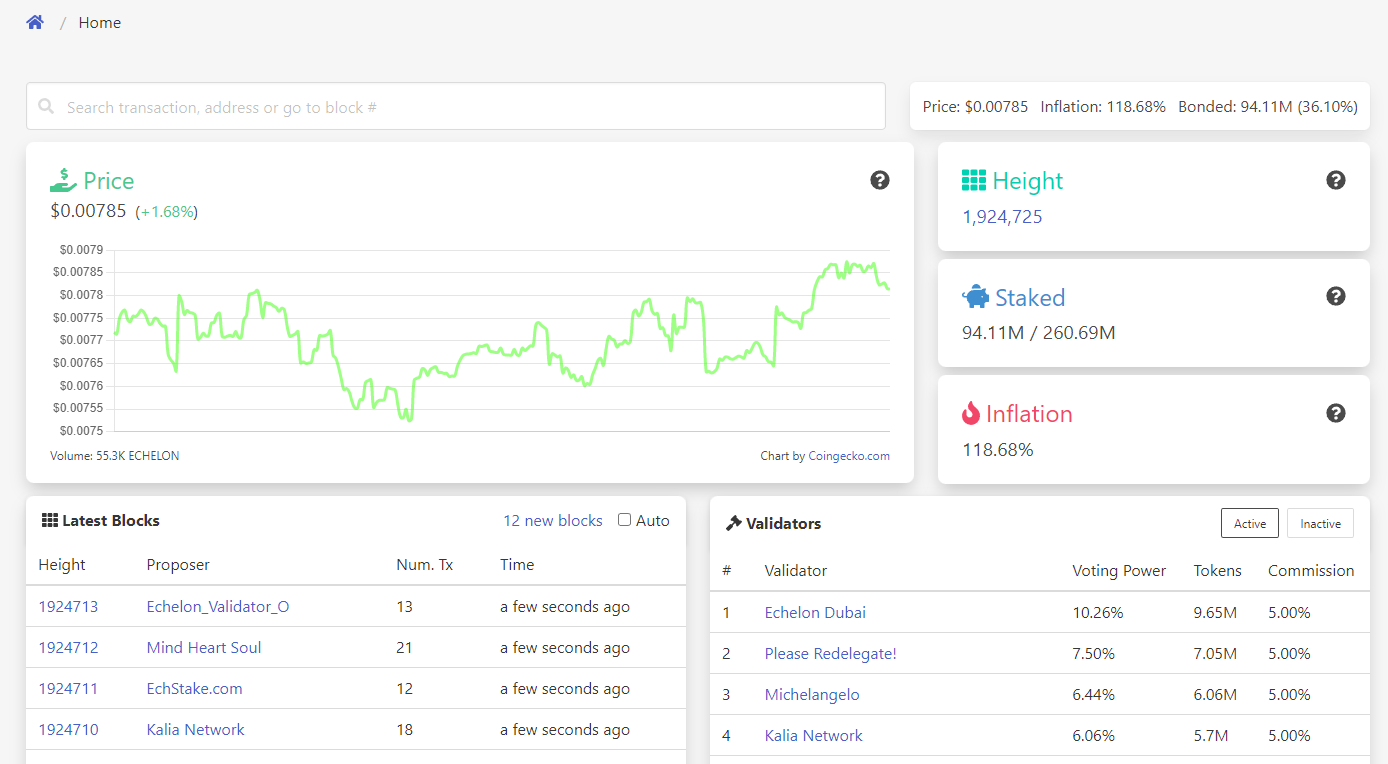 / Home
Search transaction, address or go to block #
Price: $0.00785 Inflation: 118.68% Bonded: 94.11M (36.10%)
Price
$0.00785 (+1.68%)
$0.0079
$0.00785
$0.0078
$0.00775
$0.0077
$0.00765
$0.0076
$0.00755
$0.0075
Volume: 55.3K ECHELON
Chart by Coingecko.com
Height
1,924,725
Staked
94.11M / 260.69M
Inflation
118.68%
Latest Blocks 12 new blocks Auto
Height Proposer Num. Tx Time
1924713 Echelon_Validator_O 13 a few seconds ago
1924712 Mind Heart Soul 21 a few seconds ago
1924711 EchStake.com 12 a few seconds ago
1924710 Kalia Network 18 a few seconds ago
Validators Active Inactive
# Validator Voting Power Tokens Commission
1 Echelon Dubai 10.26% 9.65M 5.00%
2 Please Redelegate! 7.50% 7.05M 5.00%
3 Michelangelo 6.44% 6.06M 5.00%
4 Kalia Network 6.06% 5.7M 5.00%